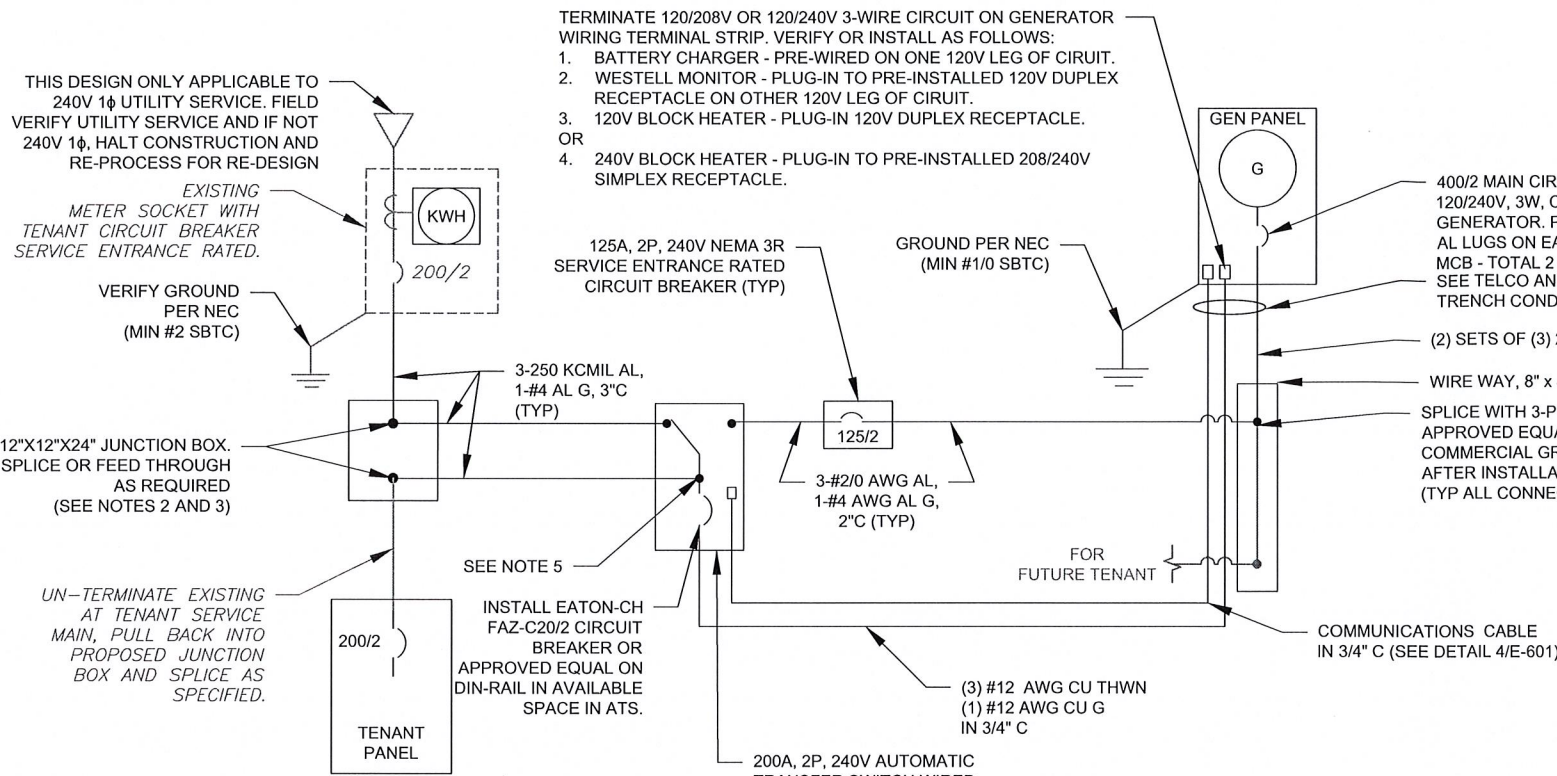 TERMINATE 120/208V OR 120/240V 3-WIRE CIRCUIT ON GENERATOR
WIRING TERMINAL STRIP. VERIFY OR INSTALL AS FOLLOWS:
1. BATTERY CHARGER - PRE-WIRED ON ONE 120V LEG OF CIRUIT.
2. WESTELL MONITOR - PLUG-IN TO PRE-INSTALLED 120V DUPLEX
RECEPTACLE ON OTHER 120V LEG OF CIRUIT.
3. 120V BLOCK HEATER - PLUG-IN 120V DUPLEX RECEPTACLE.
OR
4. 240V BLOCK HEATER - PLUG-IN TO PRE-INSTALLED 208/240V
SIMPLEX RECEPTACLE.
THIS DESIGN ONLY APPLICABLE TO
240V 1ϕ UTILITY SERVICE. FIELD
VERIFY UTILITY SERVICE AND IF NOT
240V 1ϕ, HALT CONSTRUCTION AND
RE-PROCESS FOR RE-DESIGN
EXISTING
METER SOCKET WITH
TENANT CIRCUIT BREAKER
SERVICE ENTRANCE RATED.
KWH
200/2
VERIFY GROUND
PER NEC
(MIN #2 SBTC)
125A, 2P, 240V NEMA 3R
SERVICE ENTRANCE RATED
CIRCUIT BREAKER (TYP)
GROUND PER NEC
(MIN #1/0 SBTC)
GEN PANEL
G
400/2 MAIN CIR
120/240V, 3W,
GENERATOR.
AL LUGS ON
MCB - TOTAL 2
SEE TELCO
TRENCH COND
(2) SETS OF (3)
WIRE WAY, 8" x
SPLICE WITH 3-P
APPROVED EQUA
COMMERCIAL GR
AFTER INSTALLA
(TYP ALL CONNE
3-250 KCMIL AL,
1-#4 AL G, 3"C
(TYP)
12"X12"X24" JUNCTION BOX.
SPLICE OR FEED THROUGH
AS REQUIRED
(SEE NOTES 2 AND 3)
125/2
3-#2/0 AWG AL,
1-#4 AWG AL G,
2"C (TYP)
SEE NOTE 5
FOR
FUTURE TENANT
UN-TERMINATE EXISTING
AT TENANT SERVICE
MAIN, PULL BACK INTO
PROPOSED JUNCTION
BOX AND SPLICE AS
SPECIFIED.
200/2
TENANT
PANEL
INSTALL EATON-CH
FAZ-C20/2 CIRCUIT
BREAKER OR
APPROVED EQUAL ON
DIN-RAIL IN AVAILABLE
SPACE IN ATS.
COMMUNICATIONS CABLE
IN 3/4" C (SEE DETAIL 4/E-601)
(3) #12 AWG CU THWN
(1) #12 AWG CU G
IN 3/4" C
200A, 2P, 240V AUTOMATIC
TRANSFER SWITCH WIRED